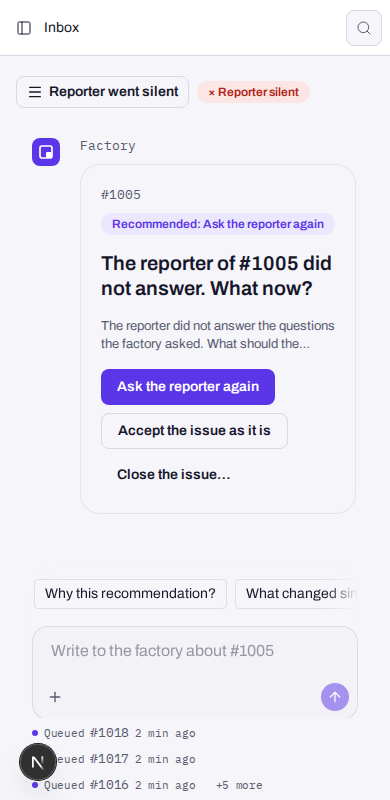 Inbox
Reporter went silent
× Reporter silent
Factory
#1005
Recommended: Ask the reporter again
The reporter of #1005 did
not answer. What now?
The reporter did not answer the questions
the factory asked. What should the...
Ask the reporter again
Accept the issue as it is
Close the issue...
Why this recommendation?
What changed
Write to the factory about #1005
Queued #1018 2 min ago
#1017 2 min ago
N
Queued #1016 2 min ago +5 more